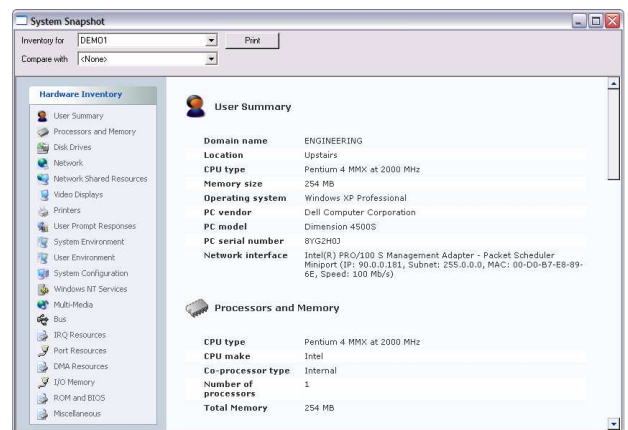 System Snapshot
Inventory for DEMO1 Print
Compare with <None>
Hardware Inventory
User Summary
Processors and Memory
Disk Drives
Network
Network Shared Resources
Video Displays
Printers
User Prompt Responses
System Environment
User Environment
System Configuration
Windows NT Services
Multi-Media
Bus
IRQ Resources
Port Resources
DMA Resources
I/O Memory
ROM and BIOS
Miscellaneous
User Summary
Domain name ENGINEERING
Location Upstairs
CPU type Pentium 4 MMX at 2000 MHz
Memory size 254 MB
Operating system Windows XP Professional
PC vendor Dell Computer Corporation
PC model Dimension 4500S
PC serial number 8YG2H0J
Network interface Intel(R) PRO/100 S Management Adapter - Packet Scheduler
Miniport (IP: 90.0.0.181, Subnet: 255.0.0.0, MAC: 00-D0-B7-E8-89-
6E, Speed: 100 Mb/s)
Processors and Memory
CPU type Pentium 4 MMX at 2000 MHz
CPU make Intel
Co-processor type Internal
Number of 1
processors
Total Memory 254 MB